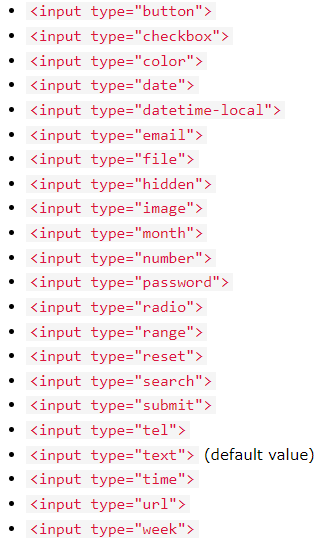 <input type="button">
<input type="checkbox">
<input type="color">
<input type="date">
<input type="datetime-local">
<input type="email">
<input type="file">
<input type="hidden">
<input type="image">
<input type="month">
<input type="number">
<input type="password">
<input type="radio">
<input type="range">
<input type="reset">
<input type="search">
<input type="submit">
<input type="tel">
<input type="text"> (default value)
<input type="time">
<input type="url">
<input type="week">